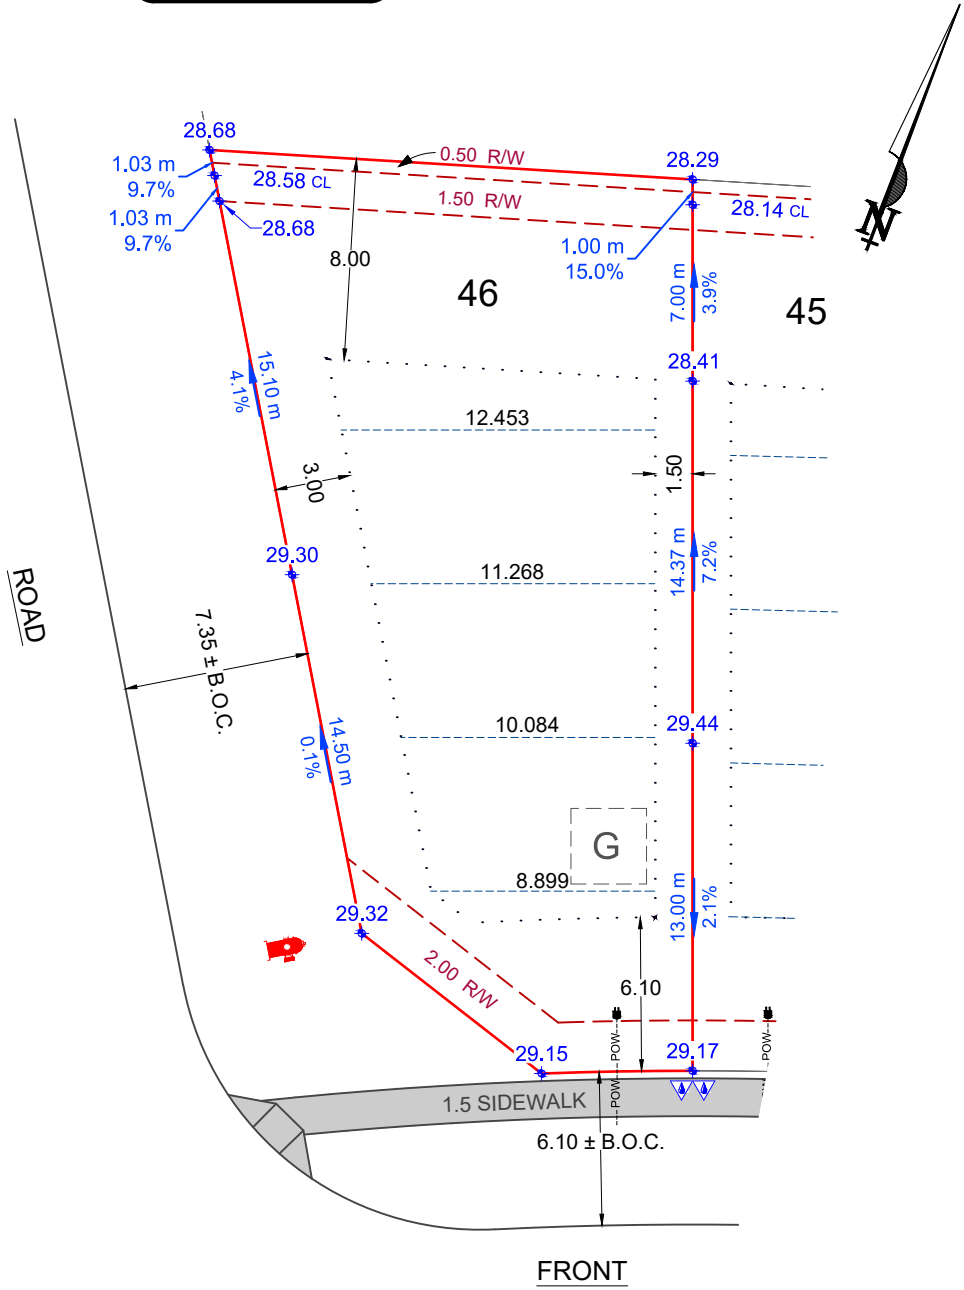 28.68
0.50 R/W
28.29
1.03 m
9.7%
28.58 CL
1.50 R/W
28.14 CL
1.03 m
9.7%
28.68
1.00 m
15.0%
N
8.00
46
7.00 m
3.9%
45
15.10 m
4.1%
28.41
12.453
3.00
1.50
29.30
11.268
14.37 m
7.2%
ROAD
7.35 ± B.O.C.
14.50 m
0.1%
10.084
29.44
G
8.899
13.00 m
2.1%
29.32
2.00 R/W
6.10
29.15
29.17
POW
POW
POW
1.5 SIDEWALK
6.10 ± B.O.C.
FRONT